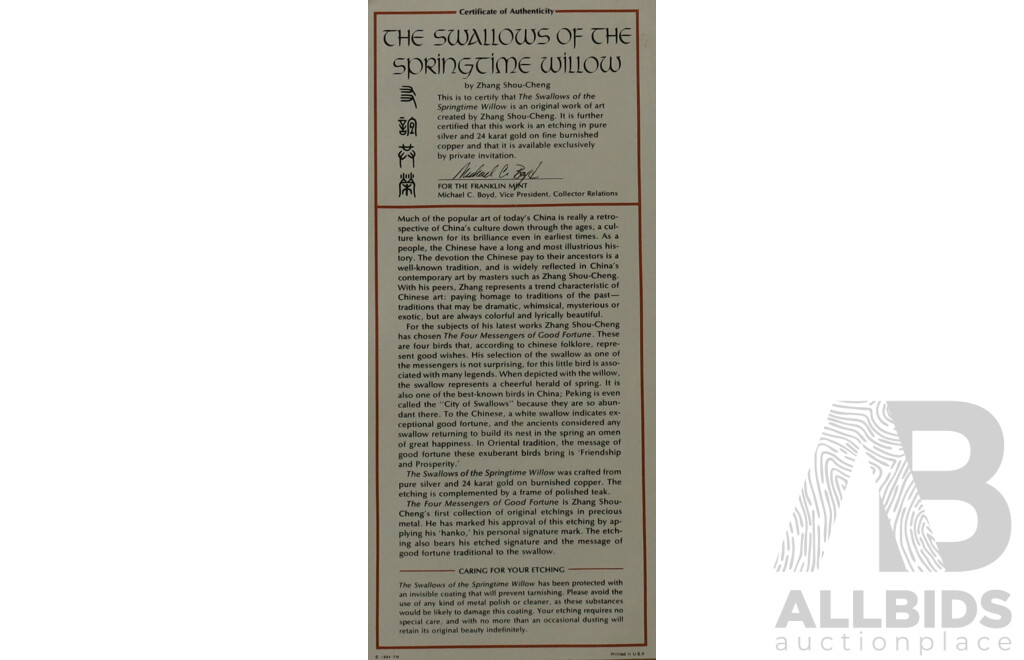 Certificate of Authenticity
THE SWALLOWS OF THE
SPRINGTIME WILLOW
by Zhang Shou-Cheng
This is to certify that The Swallows of the
Springtime Willow is an original work of art
created by Zhang Shou-Cheng. It is further
certified that this work is an etching in pure
silver and 24 karat gold on fine burnished
copper and that it is available exclusively
by private invitation.
Michael C. Boyd
FOR THE FRANKLIN MINT
Michael C. Boyd, Vice President, Collector Relations
Much of the popular art of today's China is really a retro-
spective of China's culture down through the ages, a cul-
ture known for its brilliance even in earliest times. As a
people, the Chinese have a long and most illustrious his-
tory. The devotion the Chinese pay to their ancestors is a
well-known tradition, and is widely reflected in China's
contemporary art by masters such as Zhang Shou-Cheng.
With his peers, Zhang represents a trend characteristic of
Chinese art: paying homage to traditions of the past—
traditions that may be dramatic, whimsical, mysterious or
exotic, but are always colorful and lyrically beautiful.
For the subjects of his latest works Zhang Shou-Cheng
has chosen The Four Messengers of Good Fortune. These
are four birds that, according to chinese folklore, repre-
sent good wishes. His selection of the swallow as one of
the messengers is not surprising, for this little bird is asso-
ciated with many legends. When depicted with the willow,
the swallow represents a cheerful herald of spring. It is
also one of the best-known birds in China; Peking is even
called the "City of Swallows" because they are so abun-
dant there. To the Chinese, a white swallow indicates ex-
ceptional good fortune, and the ancients considered any
swallow returning to build its nest in the spring an omen
of great happiness. In Oriental tradition, the message of
good fortune these exuberant birds bring is 'Friendship
and Prosperity.'
The Swallows of the Springtime Willow was crafted from
pure silver and 24 karat gold on burnished copper. The
etching is complemented by a frame of polished teak.
The Four Messengers of Good Fortune is Zhang Shou-
Cheng's first collection of original etchings in precious
metal. He has marked his approval of this etching by ap-
plying his 'hanko,' his personal signature mark. The etch-
ing also bears his etched signature and the message of
good fortune traditional to the swallow.
CARING FOR YOUR ETCHING
The Swallows of the Springtime Willow has been protected with
an invisible coating that will prevent tarnishing. Please avoid the
use of any kind of metal polish or cleaner, as these substances
would be likely to damage this coating. Your etching requires no
special care, and with no more than an occasional dusting will
retain its original beauty indefinitely.
Printed in U.S.A.
AB
ALLBIDS
auctionplace